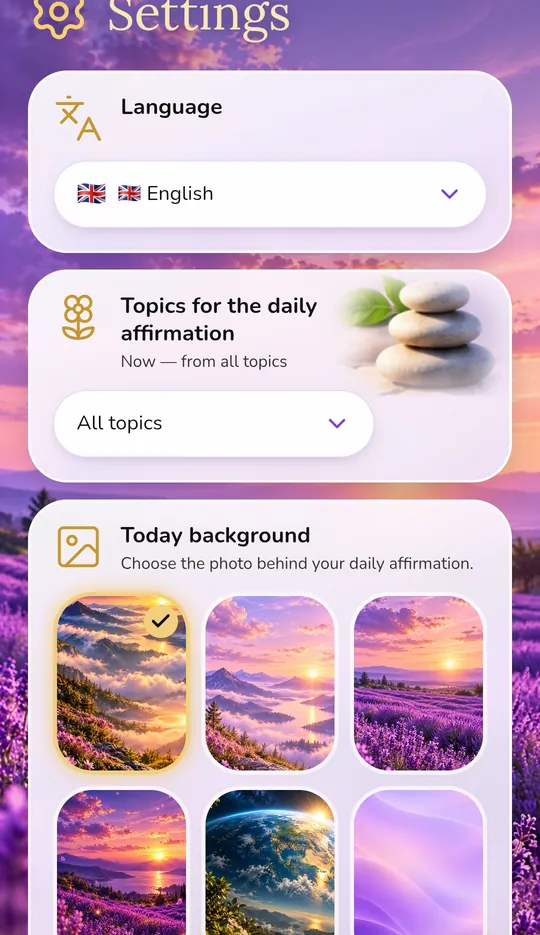 Settings
Language
🇬🇧 🇬🇧 English
Topics for the daily
affirmation
Now — from all topics
All topics
Today background
Choose the photo behind your daily affirmation.